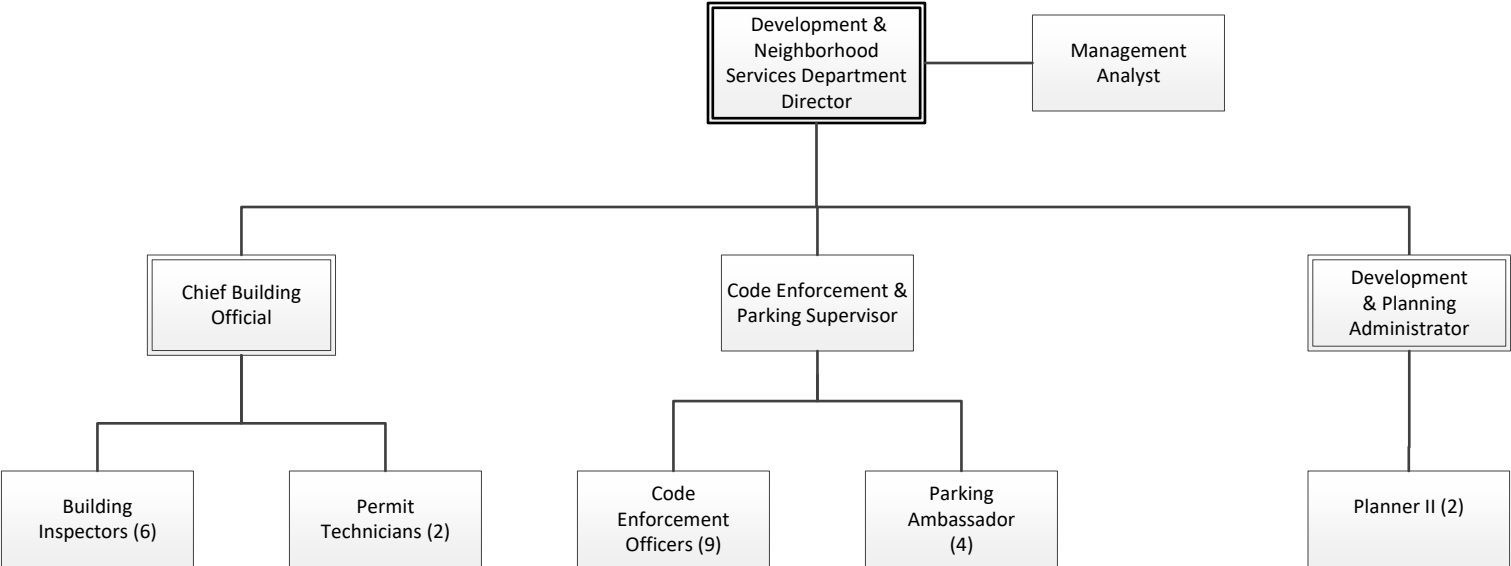 Development &
Neighborhood
Services Department
Director
Management
Analyst
Chief Building
Official
Code Enforcement &
Parking Supervisor
Development
& Planning
Administrator
Building
Inspectors (6)
Permit
Technicians (2)
Code
Enforcement
Officers (9)
Parking
Ambassador
(4)
Planner II (2)